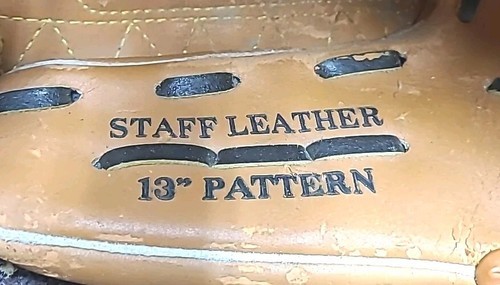 STAFF LEATHER
13" PATTERN